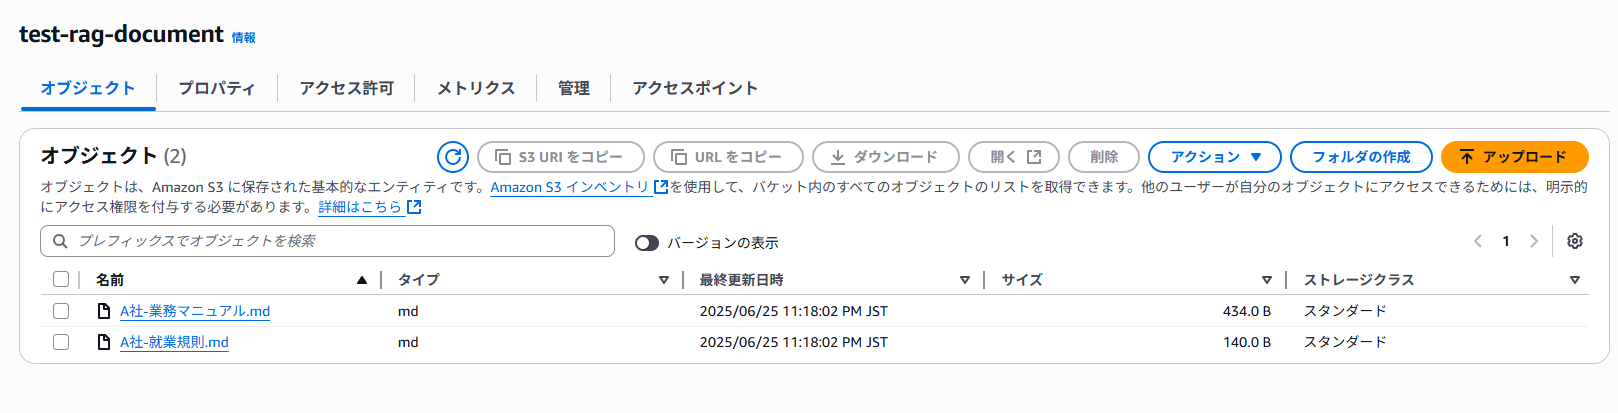 test-rag-document 情報
オブジェクト プロパティ アクセス許可 メトリクス 管理 アクセスポイント
オブジェクト (2) S3 URI をコピー URL をコピー ダウンロード 開く 削除 アクション フォルダの作成 アップロード
オブジェクトは、Amazon S3 に保存された基本的なエンティティです。Amazon S3 インベントリ を使用して、バケット内のすべてのオブジェクトのリストを取得できます。他のユーザーが自分のオブジェクトにアクセスできるためには、明示的
にアクセス権限を付与する必要があります。詳細はこちら
プレフィックスでオブジェクトを検索 バージョンの表示 1
名前 タイプ 最終更新日時 サイズ ストレージクラス
A社-業務マニュアル.md md 2025/06/25 11:18:02 PM JST 434.0 B スタンダード
A社-就業規則.md md 2025/06/25 11:18:02 PM JST 140.0 B スタンダード